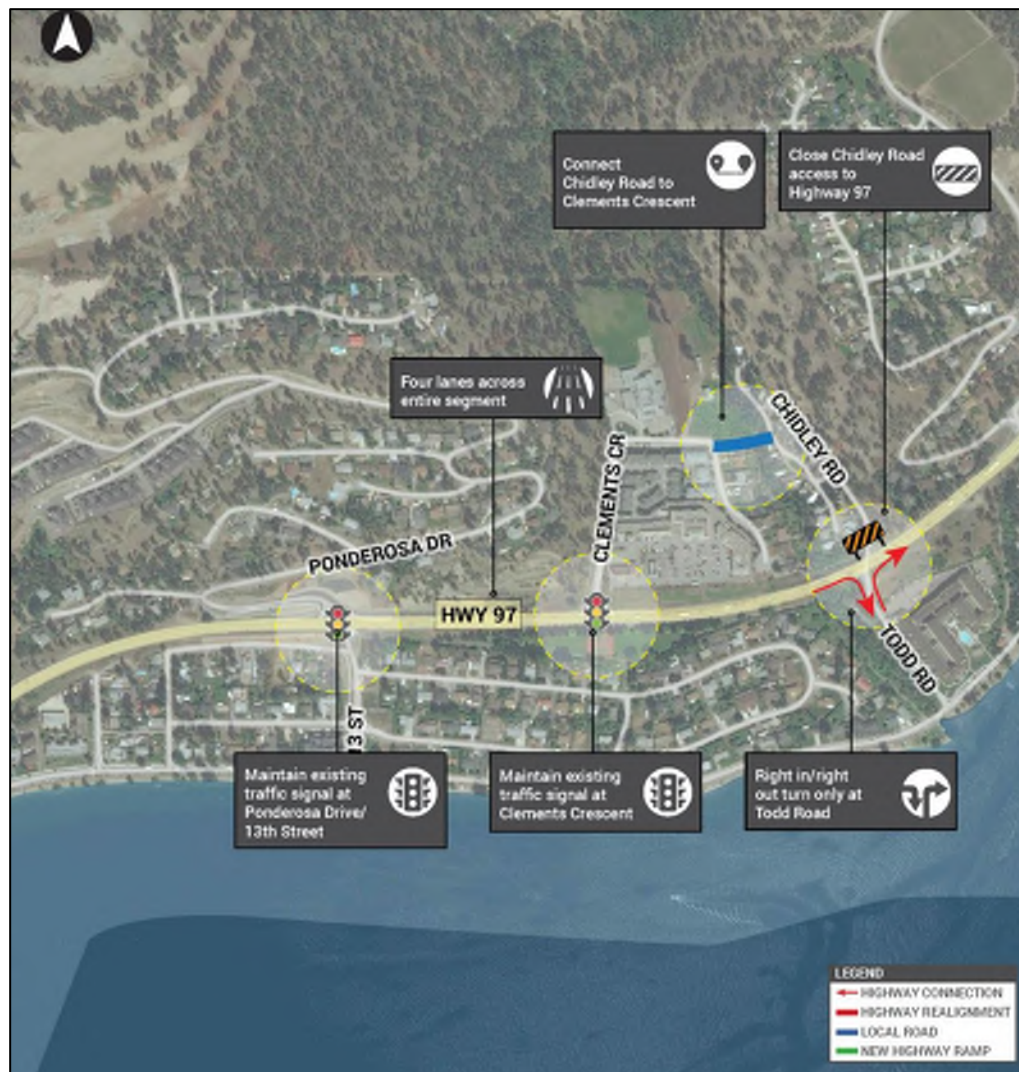 Connect
Chidley Road to
Clements Crescent
Close Chidley Road
access to
Highway 97
Four lanes across
entire segment
CHIDLEY RD
CLEMENTS CR
PONDEROSA DR
HWY 97
TODD RD
13 ST
Maintain existing
traffic signal at
Ponderosa Drive/
13th Street
Maintain existing
traffic signal at
Clements Crescent
Right in/right
out turn only at
Todd Road
LEGEND
HIGHWAY CONNECTION
HIGHWAY REALIGNMENT
LOCAL ROAD
NEW HIGHWAY RAMP